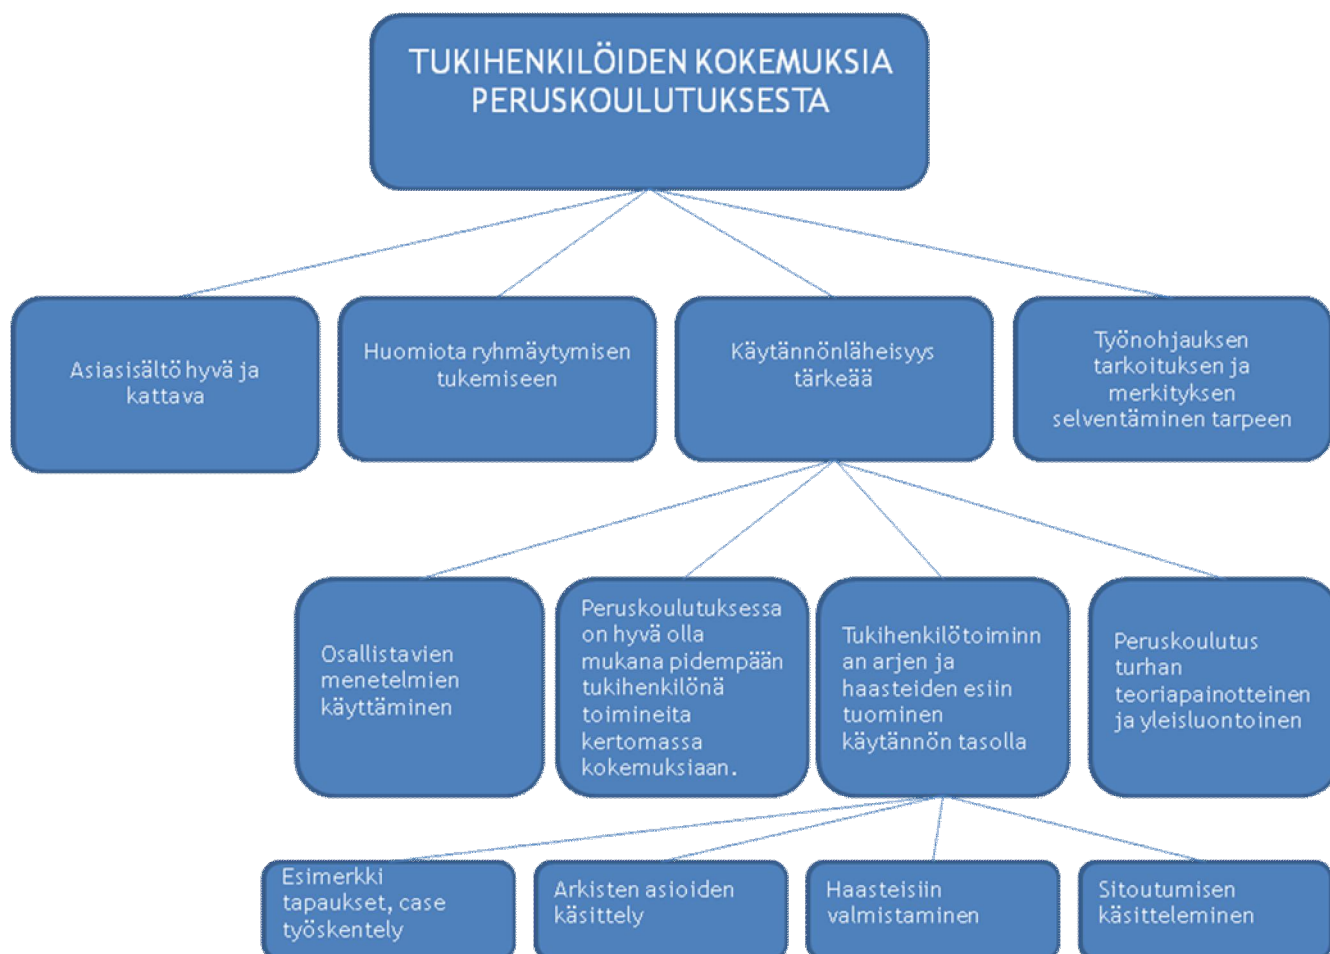 TUKIHENKILÖIDEN KOKEMUKSIA
PERUSKOULUTUKSESTA
Asiasisältö hyvä ja
kattava
Huomiota ryhmäytymisen
tukemiseen
Käytännönläheisyys
tärkeää
Työnohjauksen
tarkoituksen ja
merkityksen
selventäminen tarpeen
Osallistavien
menetelmien
käyttäminen
Peruskoulutuksessa
on hyvä olla
mukana pidempään
tukihenkilönä
toimineita
kertomassa
kokemuksiaan.
Tukihenkilötoiminn
an arjen ja
haasteiden esiin
tuominen
käytännön tasolla
Peruskoulutus
turhan
teoriapainotteinen
ja yleisluontoinen
Esimerkki
tapaukset, case
työskentely
Arkisten asioiden
käsittely
Haasteisiin
valmistaminen
Sitoutumisen
käsitteleminen